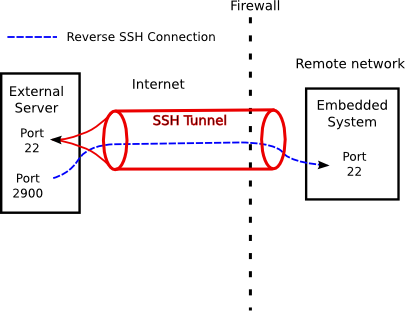 Firewall
Reverse SSH Connection
Internet
Remote network
External
Server
Embedded
System
SSH Tunnel
Port
22
Port
22
Port
2900